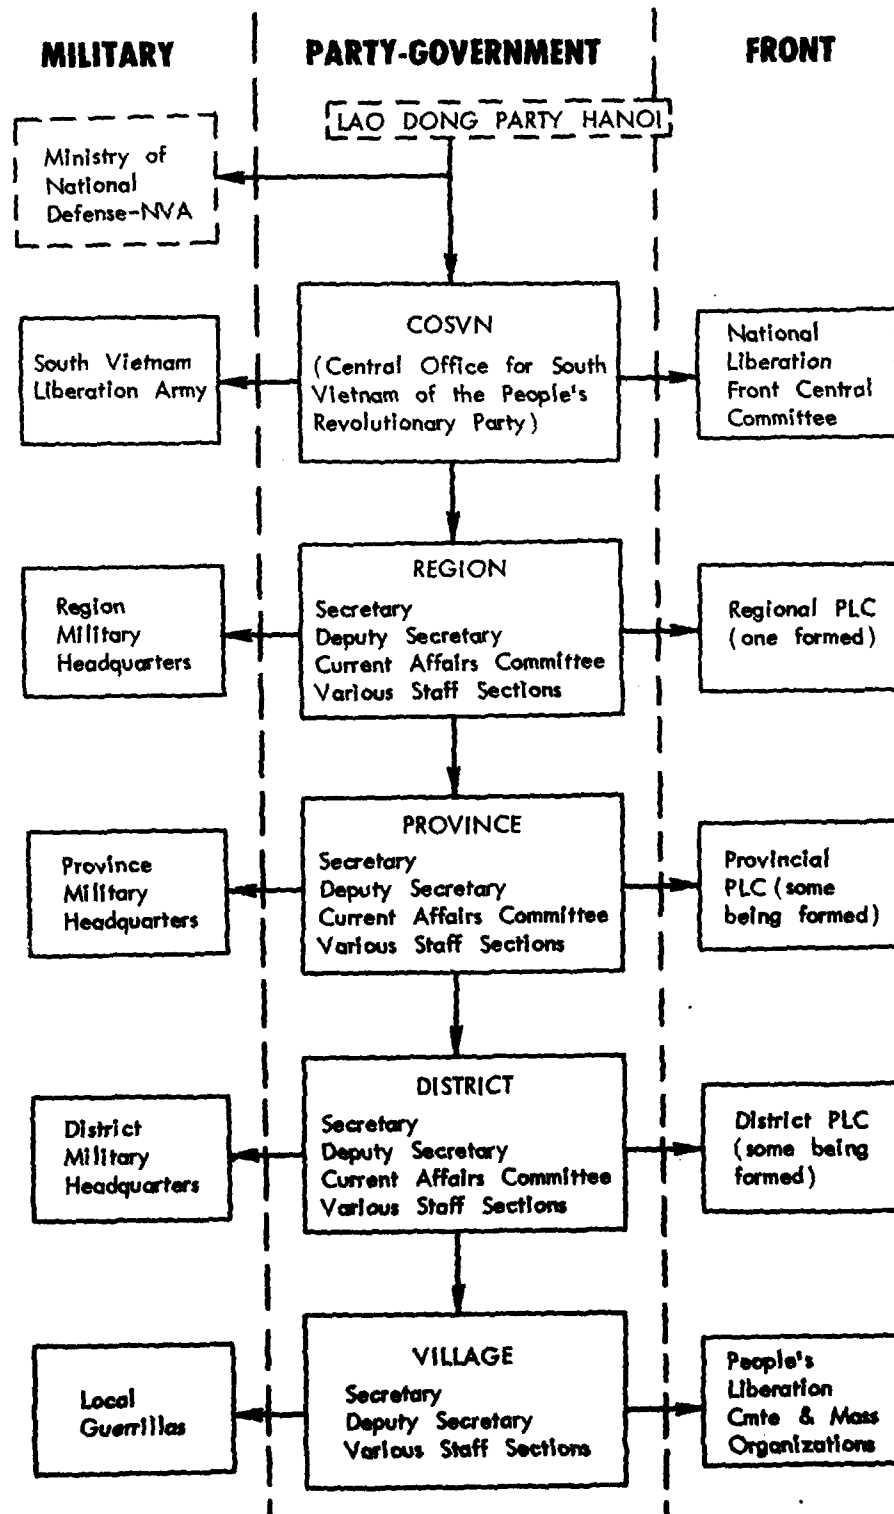 MILITARY
PARTY-GOVERNMENT
FRONT
LAO DONG PARTY HANOI
Ministry of
National
Defense-NVA
COSVN
(Central Office for South
Vietnam of the People's
Revolutionary Party)
South Vietnam
Liberation Army
National
Liberation
Front Central
Committee
REGION
Secretary
Deputy Secretary
Current Affairs Committee
Various Staff Sections
Region
Military
Headquarters
Regional PLC
(one formed)
PROVINCE
Secretary
Deputy Secretary
Current Affairs Committee
Various Staff Sections
Province
Military
Headquarters
Provincial
PLC (some
being formed)
DISTRICT
Secretary
Deputy Secretary
Current Affairs Committee
Various Staff Sections
District
Military
Headquarters
District PLC
(some being
formed)
VILLAGE
Secretary
Deputy Secretary
Various Staff Sections
Local
Guerrillas
People's
Liberation
Cmte & Mass
Organizations